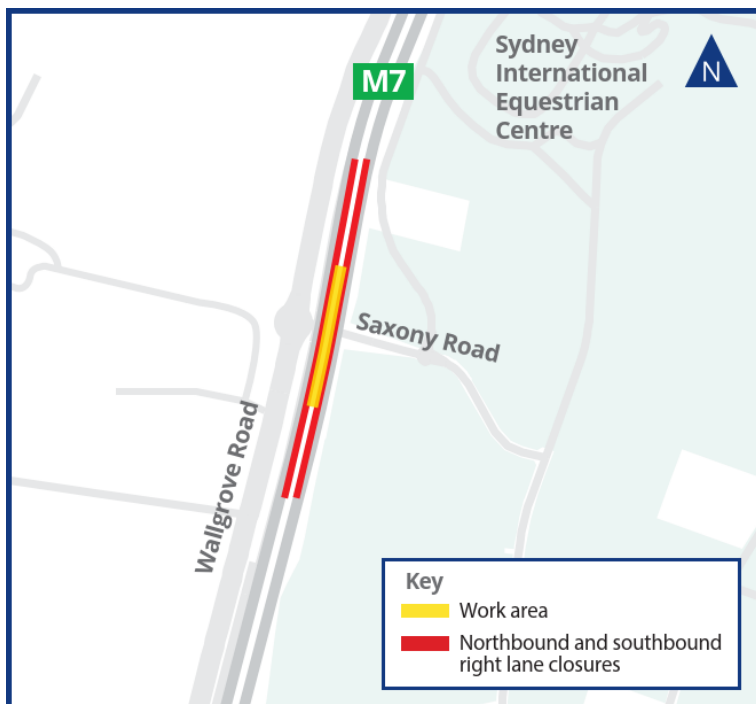 Sydney
International
Equestrian
Centre
N
M7
Saxony Road
Wallgrove Road
Key
Work area
Northbound and southbound
right lane closures